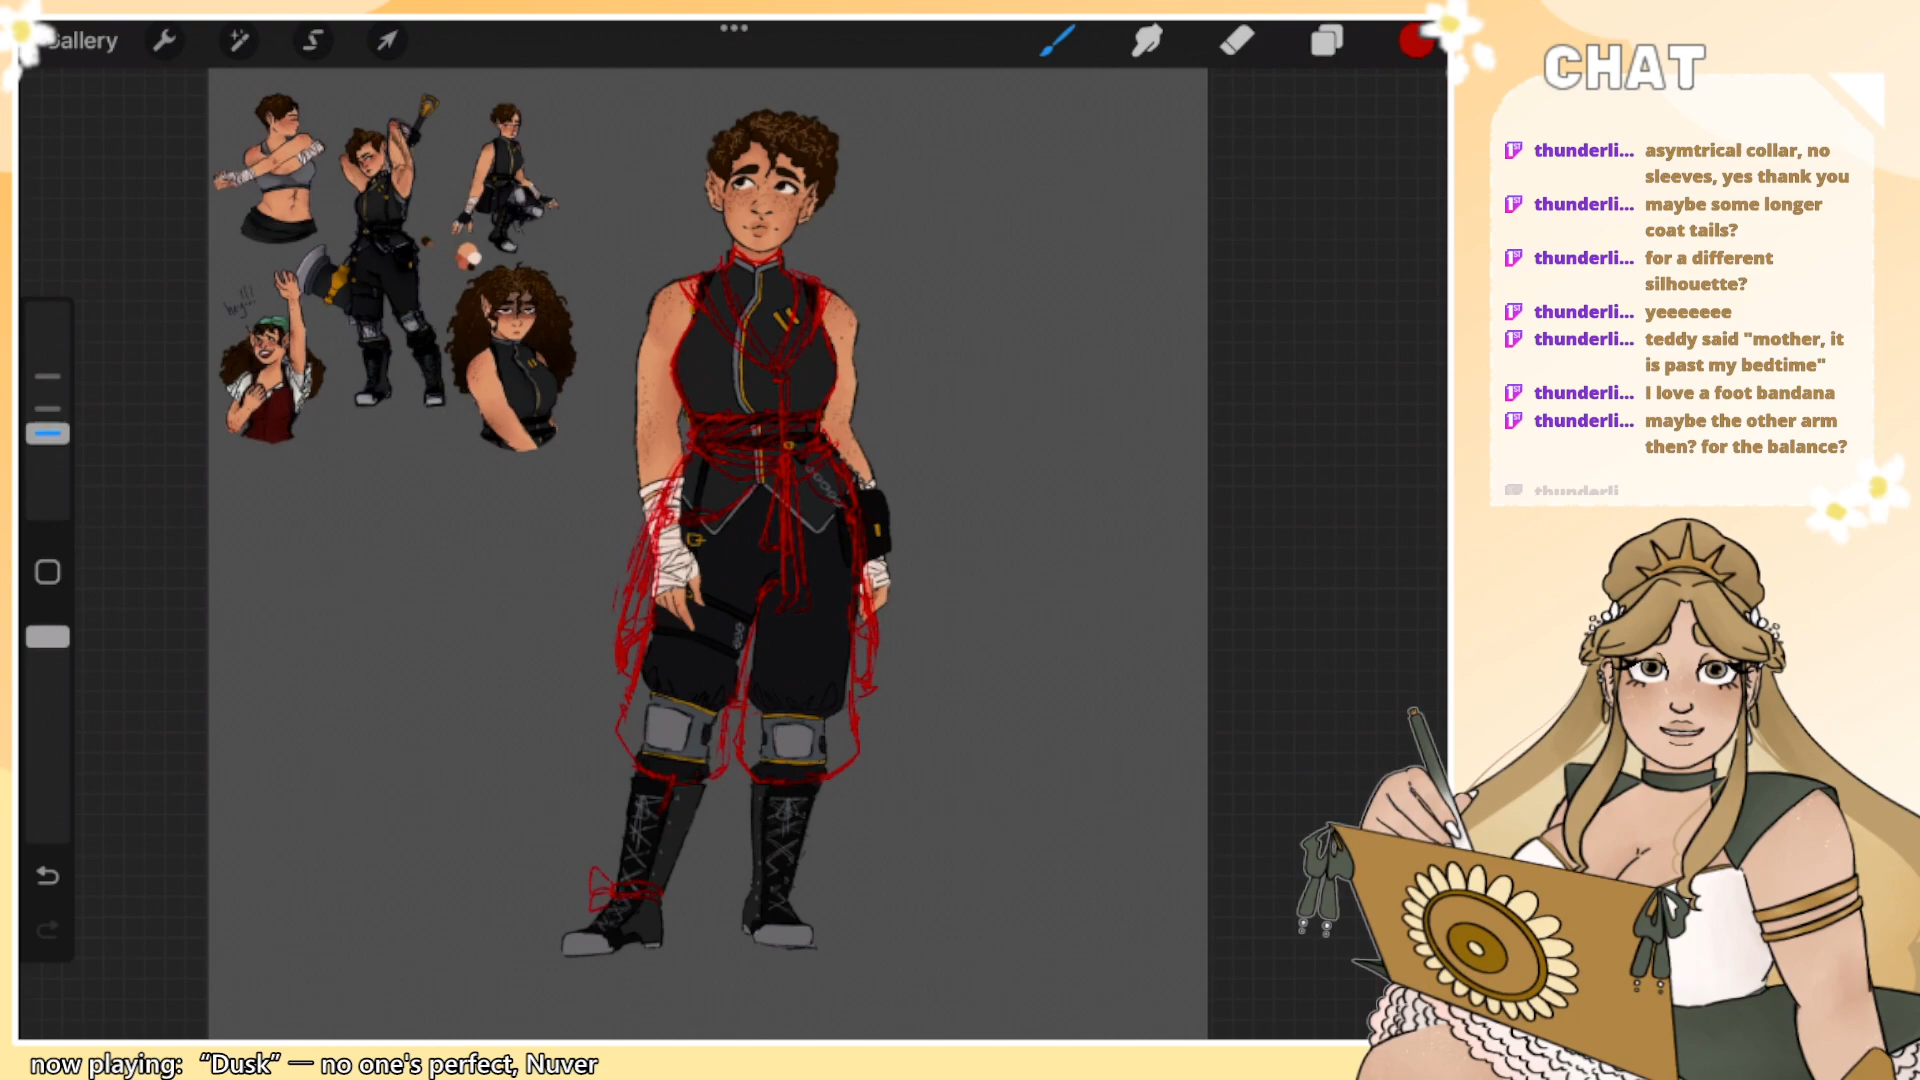 Gallery
CHAT
thunderli... asymtrical collar, no
sleeves, yes thank you
thunderli... maybe some longer
coat tails?
thunderli... for a different
silhouette?
thunderli... yeeeeeee
thunderli... teddy said "mother, it
is past my bedtime"
thunderli... I love a foot bandana
thunderli... maybe the other arm
then? for the balance?
thunderli
now playing: “Dusk” — no one's perfect, Nuver